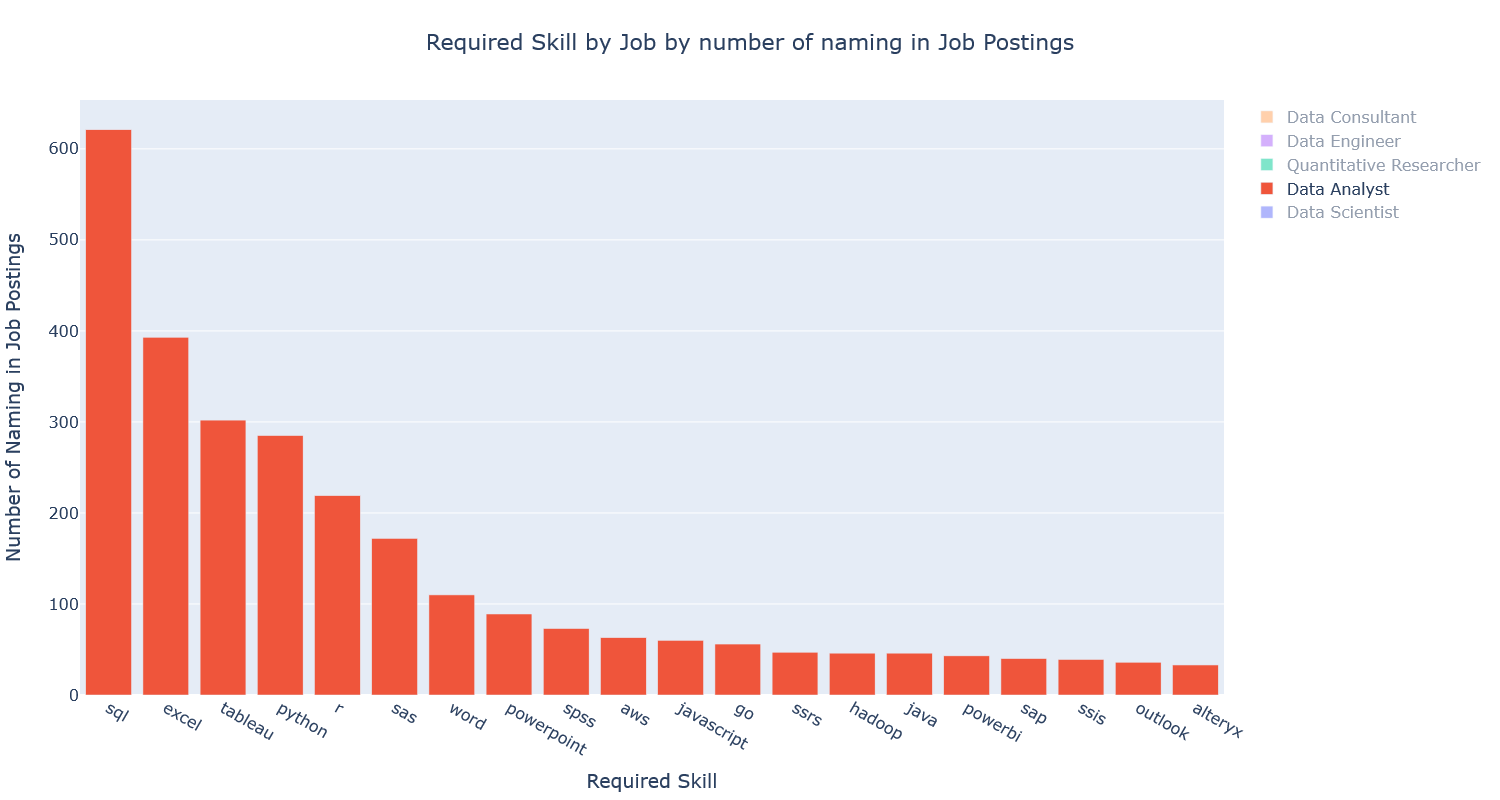 Required Skill by Job by number of naming in Job Postings
Data Consultant
Data Engineer
Quantitative Researcher
Data Analyst
Data Scientist
Number of Naming in Job Postings
600
500
400
300
200
100
0
sql
excel
tableau
python
r
sas
word
powerpoint
spss
aws
javascript
go
ssrs
hadoop
java
powerbi
sap
ssis
outlook
alteryx
Required Skill